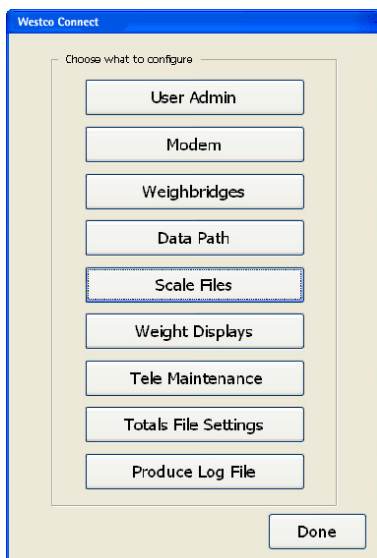 Westco Connect
Choose what to configure
User Admin
Modem
Weighbridges
Data Path
Scale Files
Weight Displays
Tele Maintenance
Totals File Settings
Produce Log File
Done